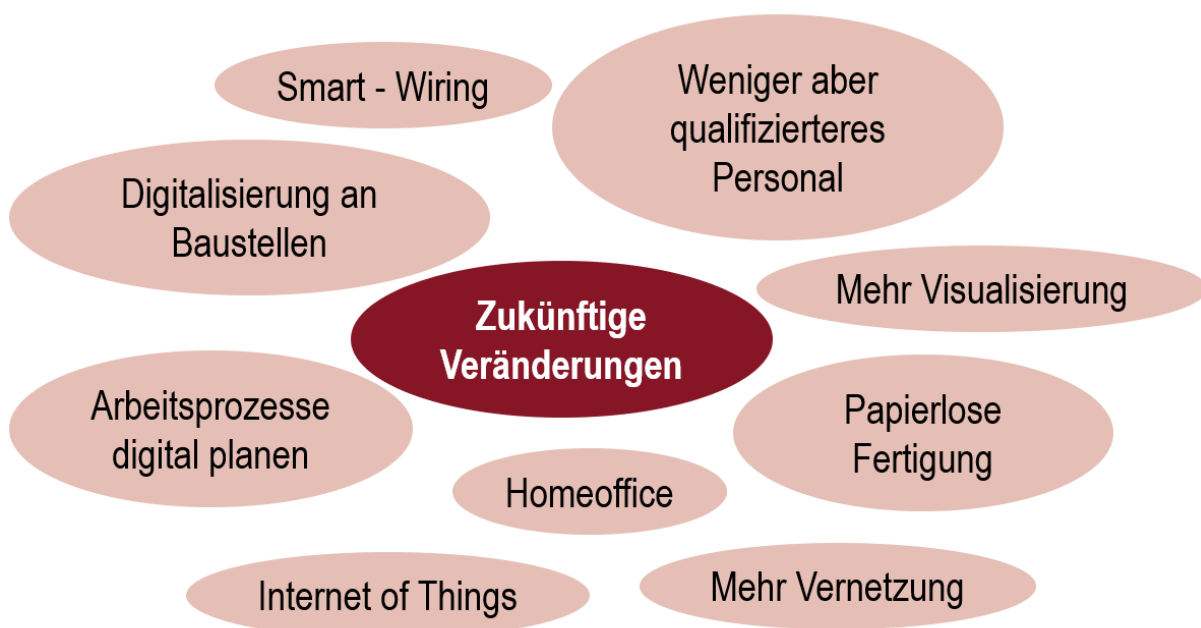 Smart - Wiring
Weniger aber
qualifizierteres
Personal
Digitalisierung an
Baustellen
Mehr Visualisierung
Zukünftige
Veränderungen
Arbeitsprozesse
digital planen
Papierlose
Fertigung
Homeoffice
Internet of Things
Mehr Vernetzung